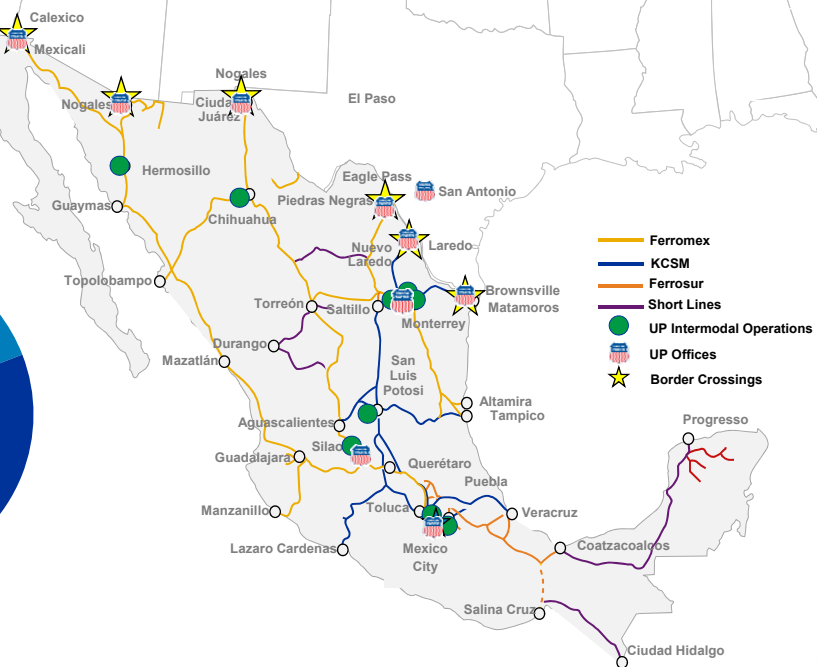 Calexico
Mexicali
Nogales
Nogales
Ciudad
Juárez
El Paso
Hermosillo
Eagle Pass
San Antonio
Guaymas
Piedras Negras
Chihuahua
Nuevo
Laredo
Laredo
Topolobampo
Brownsville
Matamoros
Torreón
Saltillo
Monterrey
Durango
Mazatlán
San
Luis
Potosi
Altamira
Tampico
Aguascalientes
Silao
Guadalajara
Querétaro
Puebla
Progresso
Manzanillo
Toluca
Veracruz
Lazaro Cardenas
Mexico
City
Coatzacoalcos
Salina Cruz
Ciudad Hidalgo
Ferromex
KCSM
Ferrosur
Short Lines
UP Intermodal Operations
UP Offices
Border Crossings